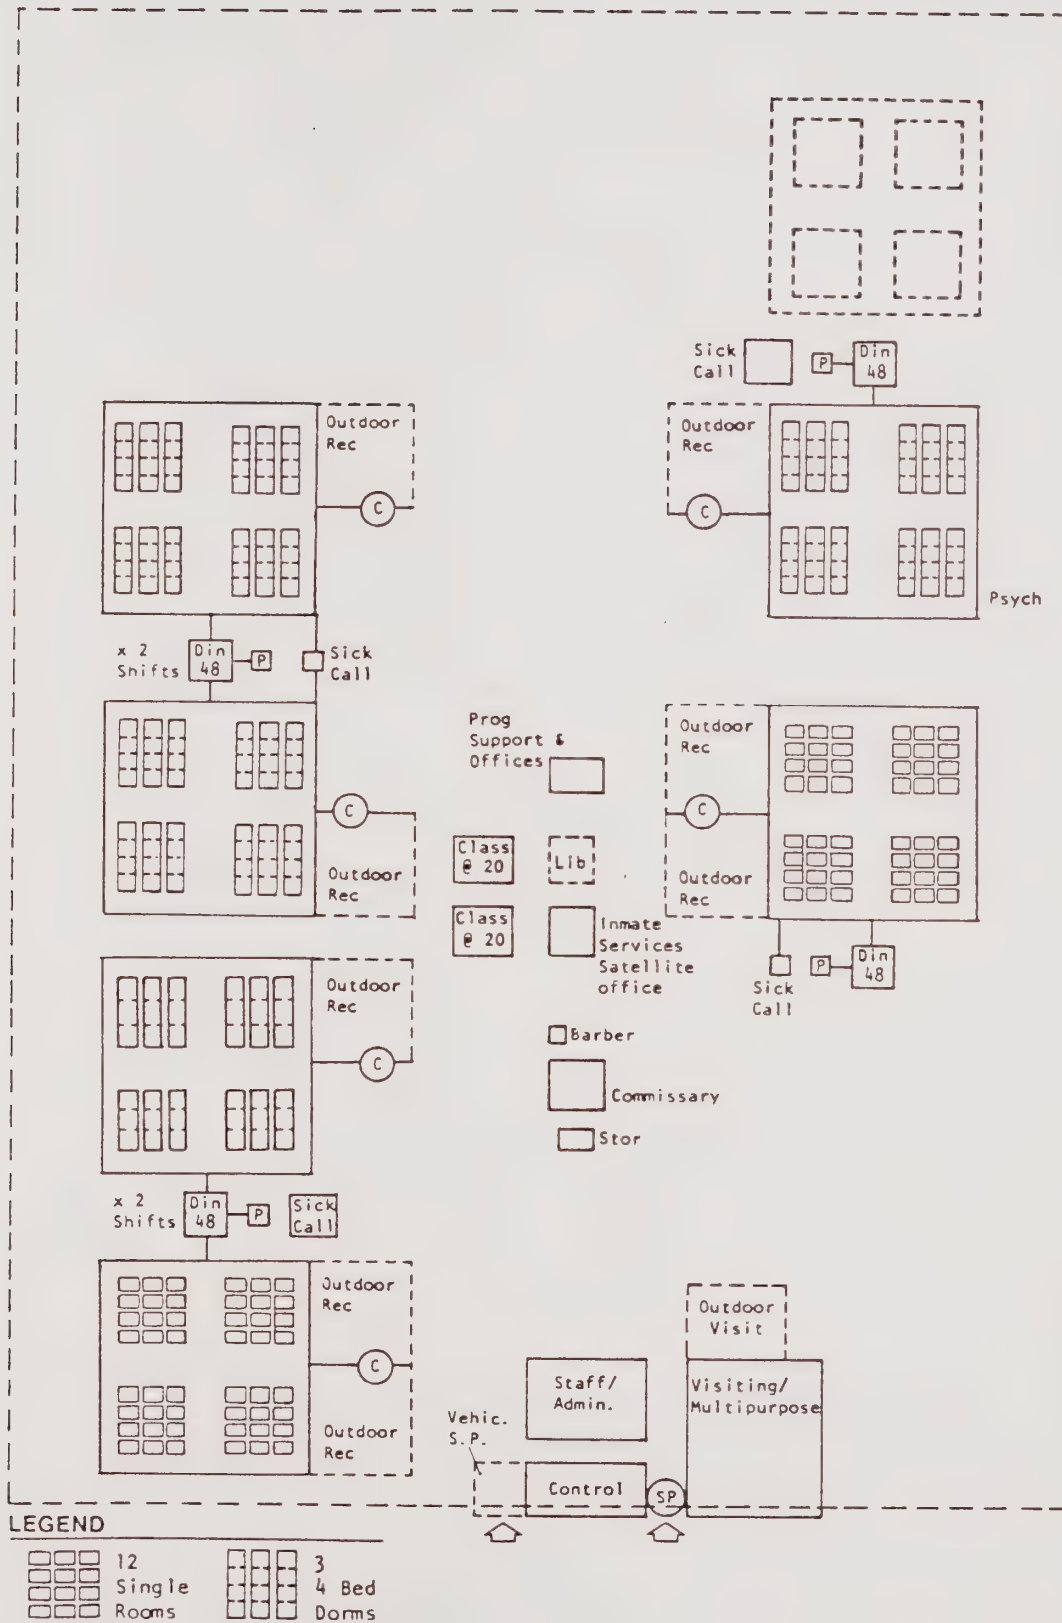 Sick
Call
P
Din
48
Outdoor
Rec
C
Outdoor
Rec
C
Psych
x 2
Shifts
Din
48
P
Sick
Call
Prog
Support &
Offices
Outdoor
Rec
C
Outdoor
Rec
C
Outdoor
Rec
Class
@ 20
Lib
Class
@ 20
Inmate
Services
Satellite
office
Sick
Call
P
Din
48
Outdoor
Rec
C
Barber
Commissary
Stor
x 2
Shifts
Din
48
P
Sick
Call
Outdoor
Rec
C
Outdoor
Rec
Outdoor
Visit
Staff/
Admin.
Visiting/
Multipurpose
Vehic.
S.P.
Control
SP
LEGEND
12
Single
Rooms
3
4 Bed
Dorms